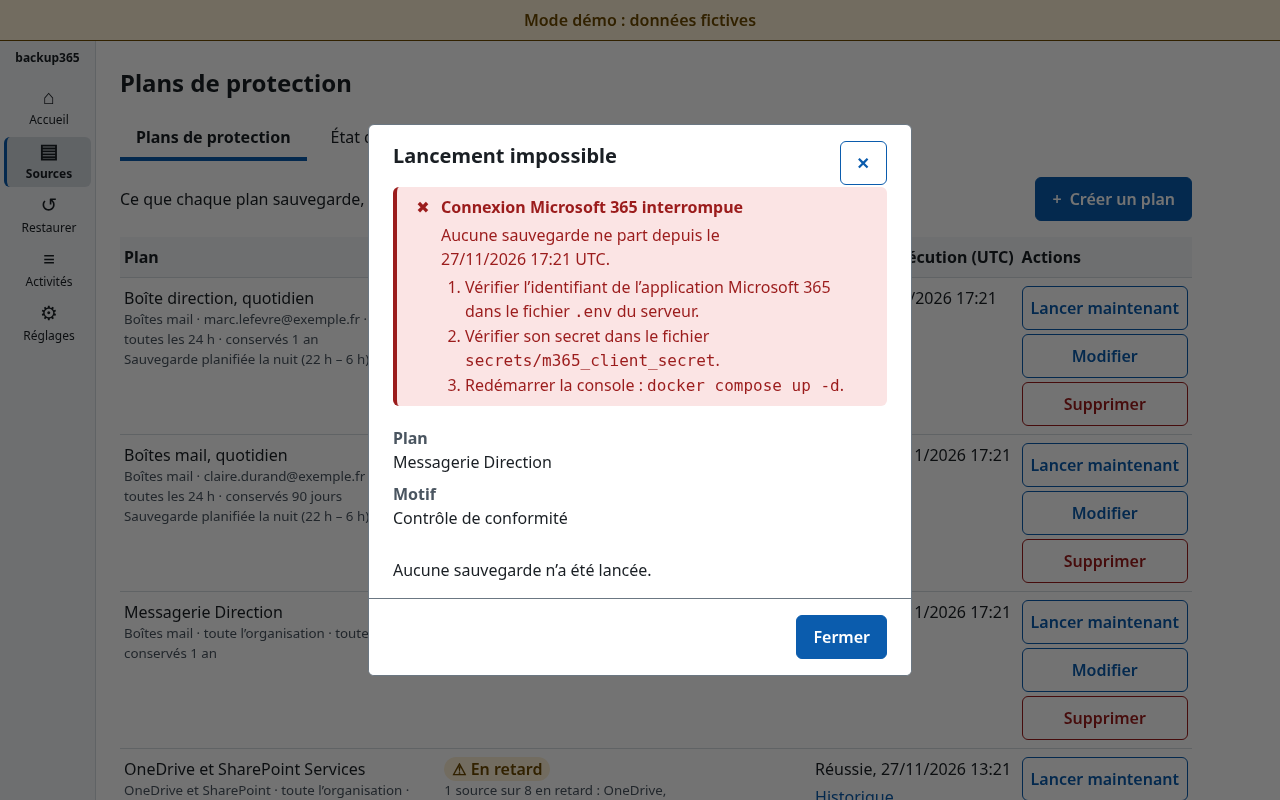 Mode démo : données fictives
backup365
Accueil
Sources
Restaurer
Activités
Réglages
Plans de protection
Plans de protection
État
Ce que chaque plan sauvegarde,
+ Créer un plan
Plan
(UTC) Actions
Boîte direction, quotidien
Boîtes mail · marc.lefevre@exemple.fr ·
toutes les 24 h · conservés 1 an
Sauvegarde planifiée la nuit (22 h – 6 h)
/2026 17:21
Lancer maintenant
Modifier
Supprimer
Boîtes mail, quotidien
Boîtes mail · claire.durand@exemple.fr
toutes les 24 h · conservés 90 jours
Sauvegarde planifiée la nuit (22 h – 6 h)
1/2026 17:21
Lancer maintenant
Modifier
Supprimer
Messagerie Direction
Boîtes mail · toute l’organisation · toute
conservés 1 an
1/2026 17:21
Lancer maintenant
Modifier
Supprimer
OneDrive et SharePoint Services
OneDrive et SharePoint · toute l’organisation ·
⚠ En retard
1 source sur 8 en retard : OneDrive,
Réussie, 27/11/2026 13:21
Historique
Lancer maintenant
Lancement impossible
×
✖ Connexion Microsoft 365 interrompue
Aucune sauvegarde ne part depuis le
27/11/2026 17:21 UTC.
1. Vérifier l’identifiant de l’application Microsoft 365
dans le fichier .env du serveur.
2. Vérifier son secret dans le fichier
secrets/m365_client_secret.
3. Redémarrer la console : docker compose up -d.
Plan
Messagerie Direction
Motif
Contrôle de conformité
Aucune sauvegarde n’a été lancée.
Fermer